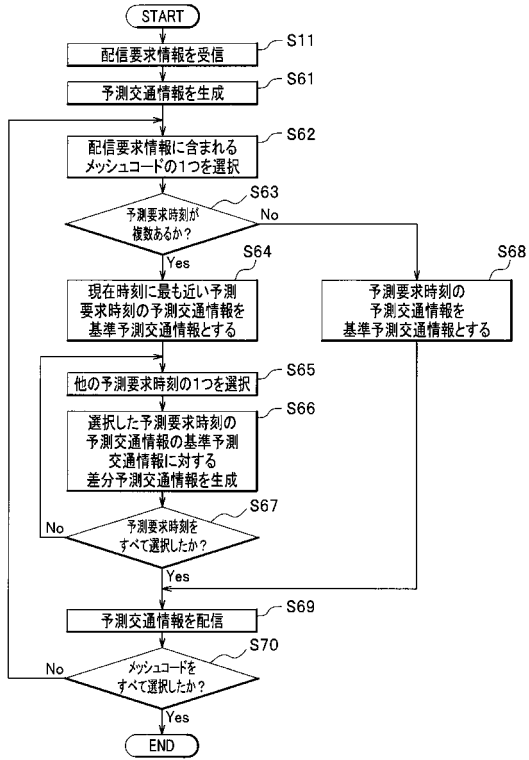 START
S11
配信要求情報を受信
S61
予測交通情報を生成
S62
配信要求情報に含まれる
メッシュコードの1つを選択
S63
予測要求時刻が
複数あるか?
No
Yes
S64
現在時刻に最も近い予測
要求時刻の予測交通情報を
基準予測交通情報とする
S68
予測要求時刻の
予測交通情報を
基準予測交通情報とする
S65
他の予測要求時刻の1つを選択
S66
選択した予測要求時刻の
予測交通情報の基準予測
交通情報に対する
差分予測交通情報を生成
S67
予測要求時刻を
すべて選択したか?
No
Yes
S69
予測交通情報を配信
S70
メッシュコードを
すべて選択したか?
No
Yes
END